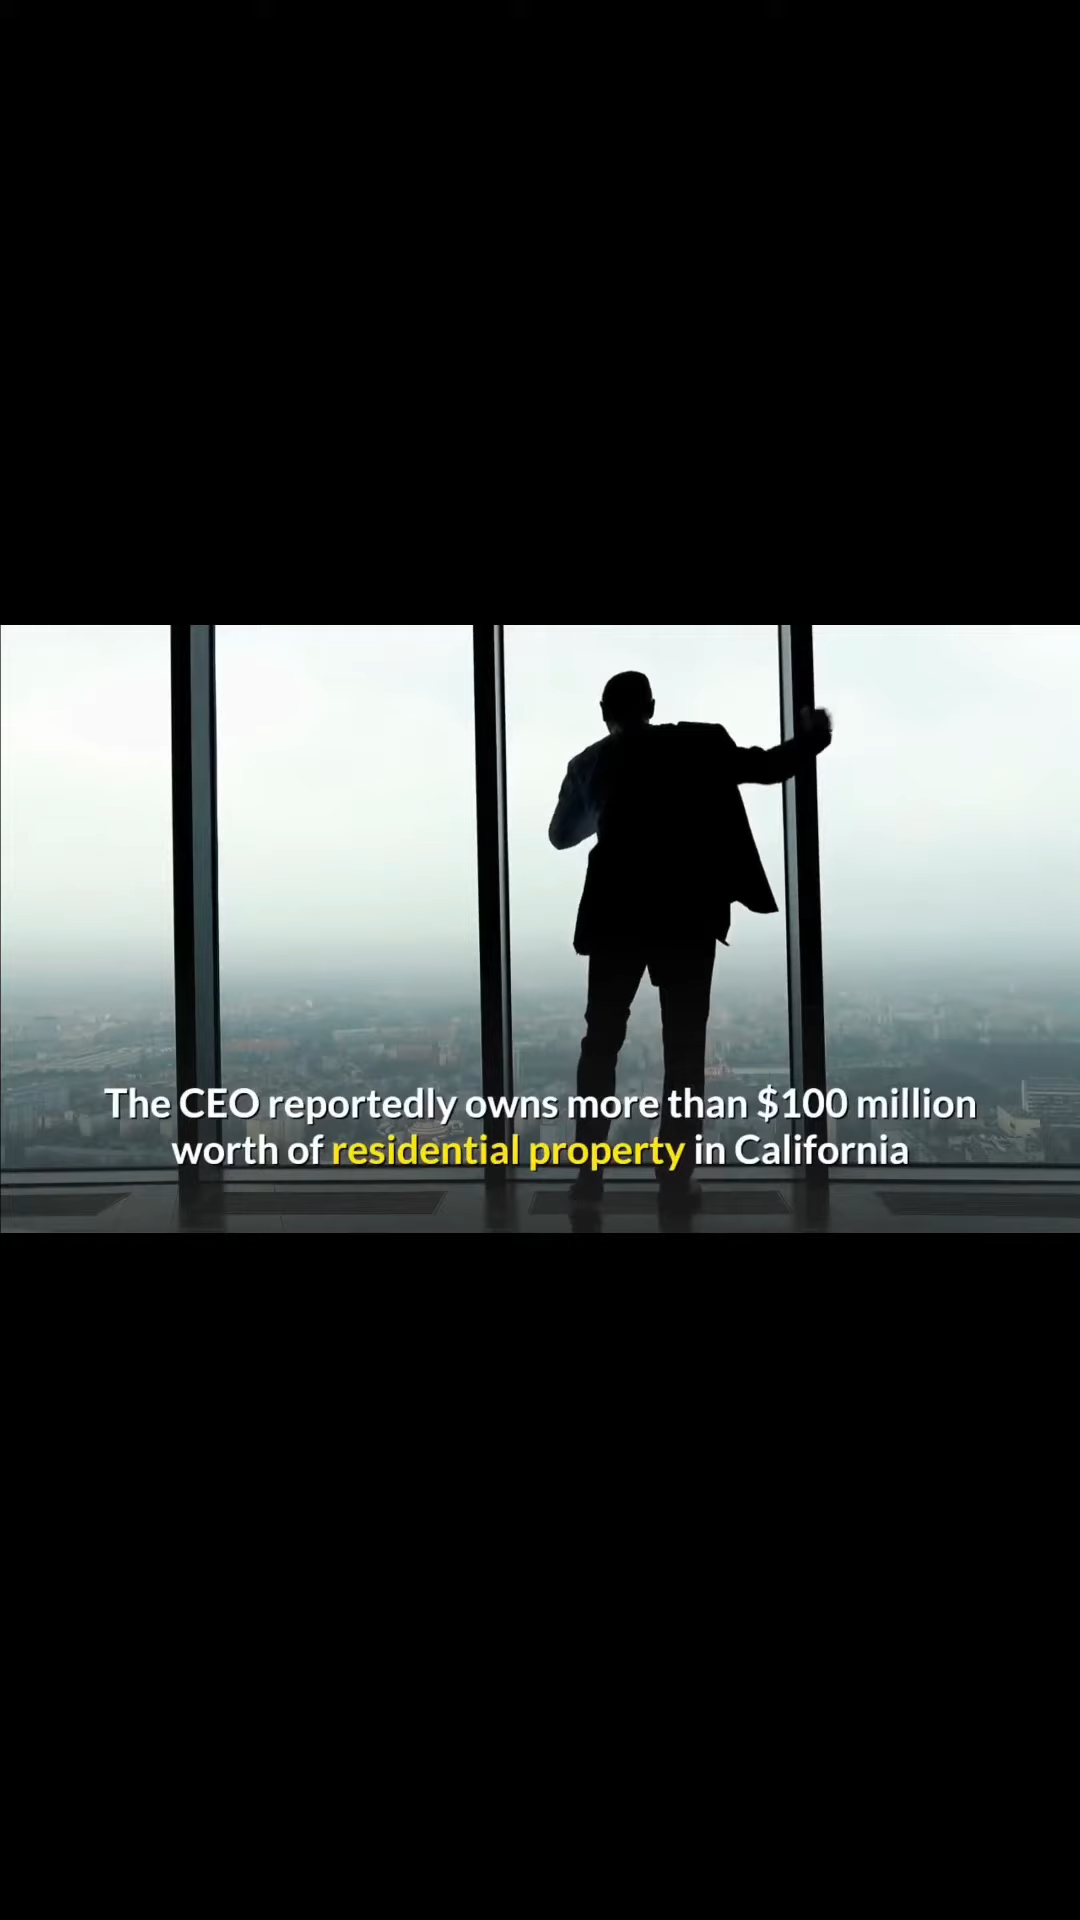 The CEO reportedly owns more than $100 million
worth of residential property in California